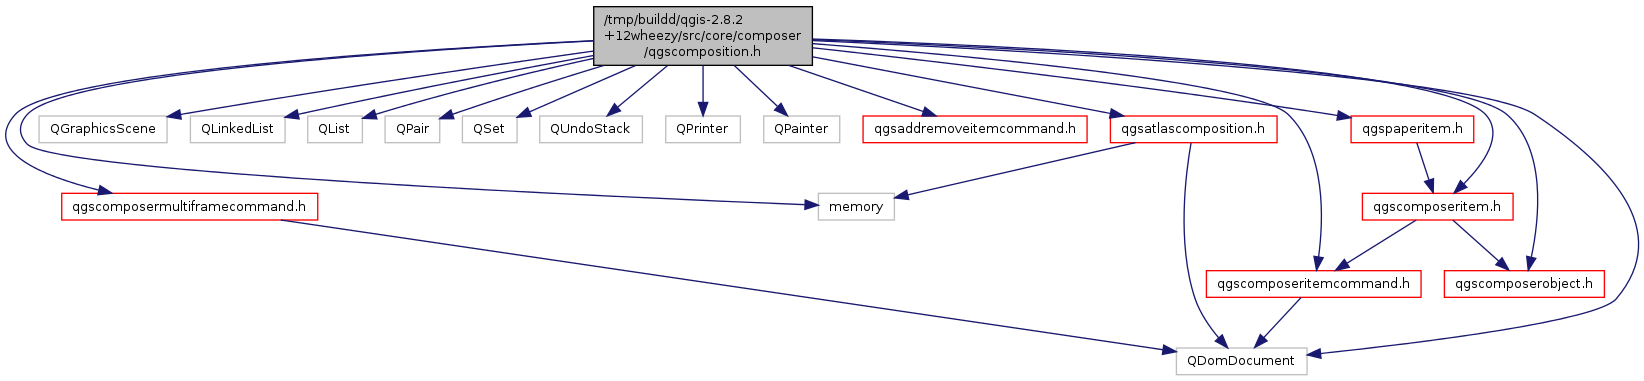 /tmp/buildd/qgis-2.8.2
+12wheezy/src/core/composer
/qgscomposition.h
QGraphicsScene
QLinkedList
QList
QPair
QSet
QUndoStack
QPrinter
QPainter
qgsaddremoveitemcommand.h
qgsatlascomposition.h
qgspaperitem.h
qgscomposermultiframecommand.h
memory
qgscomposeritem.h
qgscomposeritemcommand.h
qgscomposerobject.h
QDomDocument